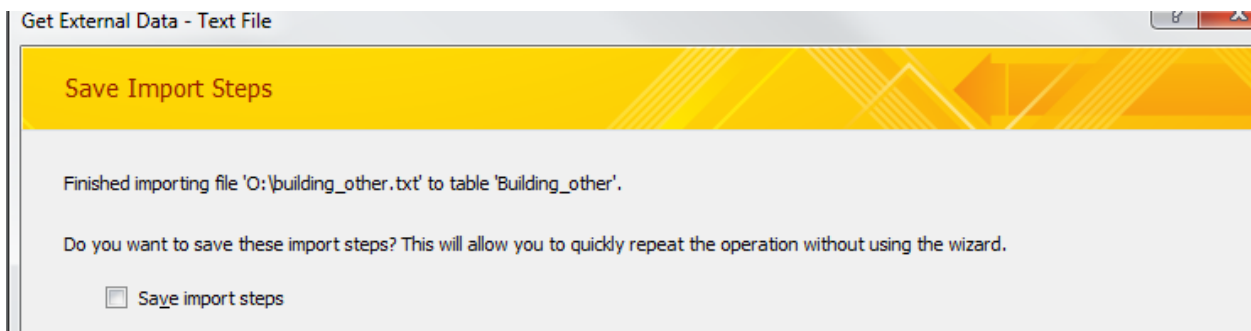 Get External Data - Text File
Save Import Steps
Finished importing file 'O:\building_other.txt' to table 'Building_other'.
Do you want to save these import steps? This will allow you to quickly repeat the operation without using the wizard.
Save import steps